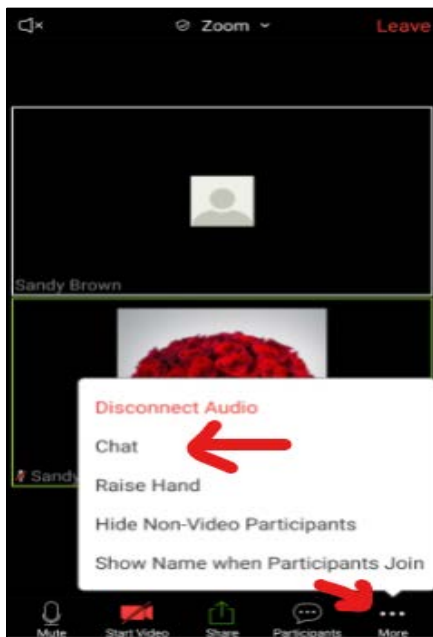 Zoom Leave
Sandy Brown
Sandy
Disconnect Audio
Chat
Raise Hand
Hide Non-Video Participants
Show Name when Participants Join
Mute Start Video Share Participants More